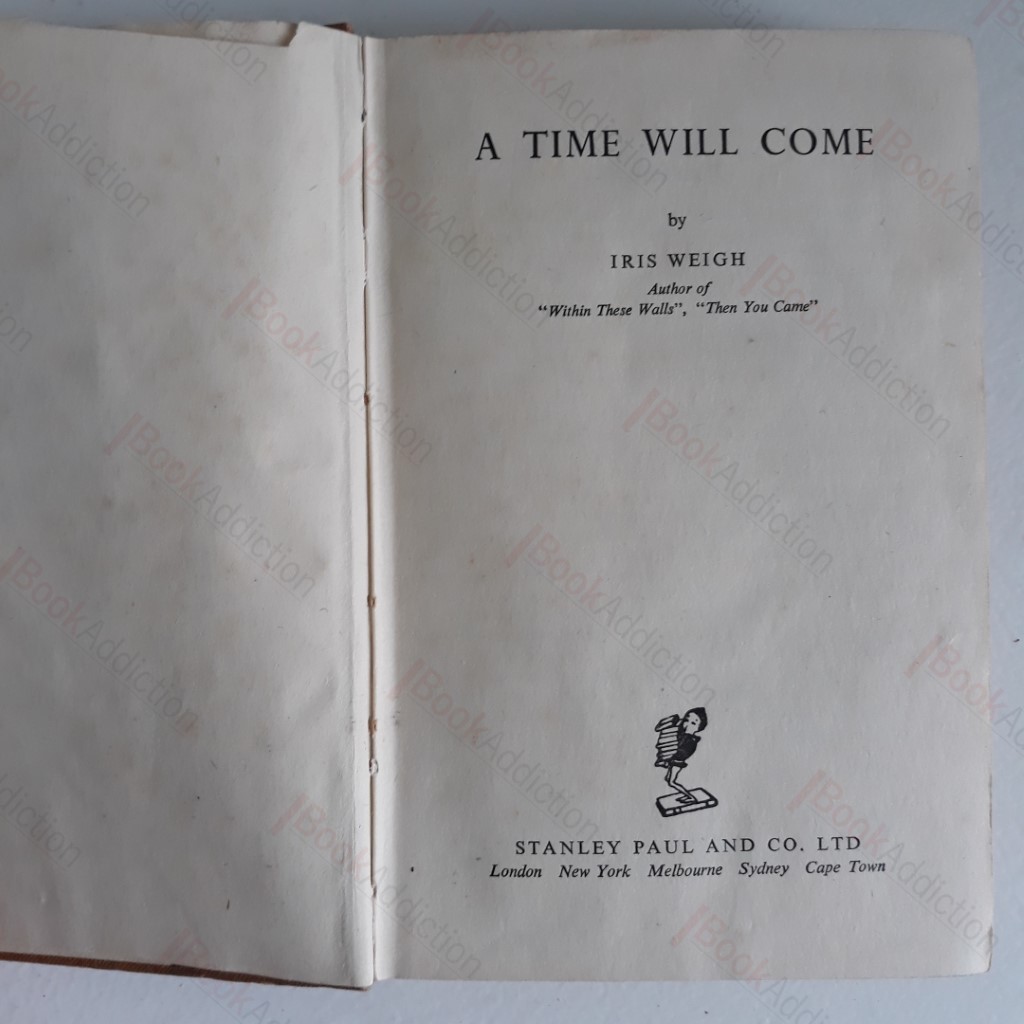 A TIME WILL COME
by
IRIS WEIGH
Author of
“Within These Walls”, “Then You Came”
STANLEY PAUL AND CO. LTD
London New York Melbourne Sydney Cape Town
BookAddiction